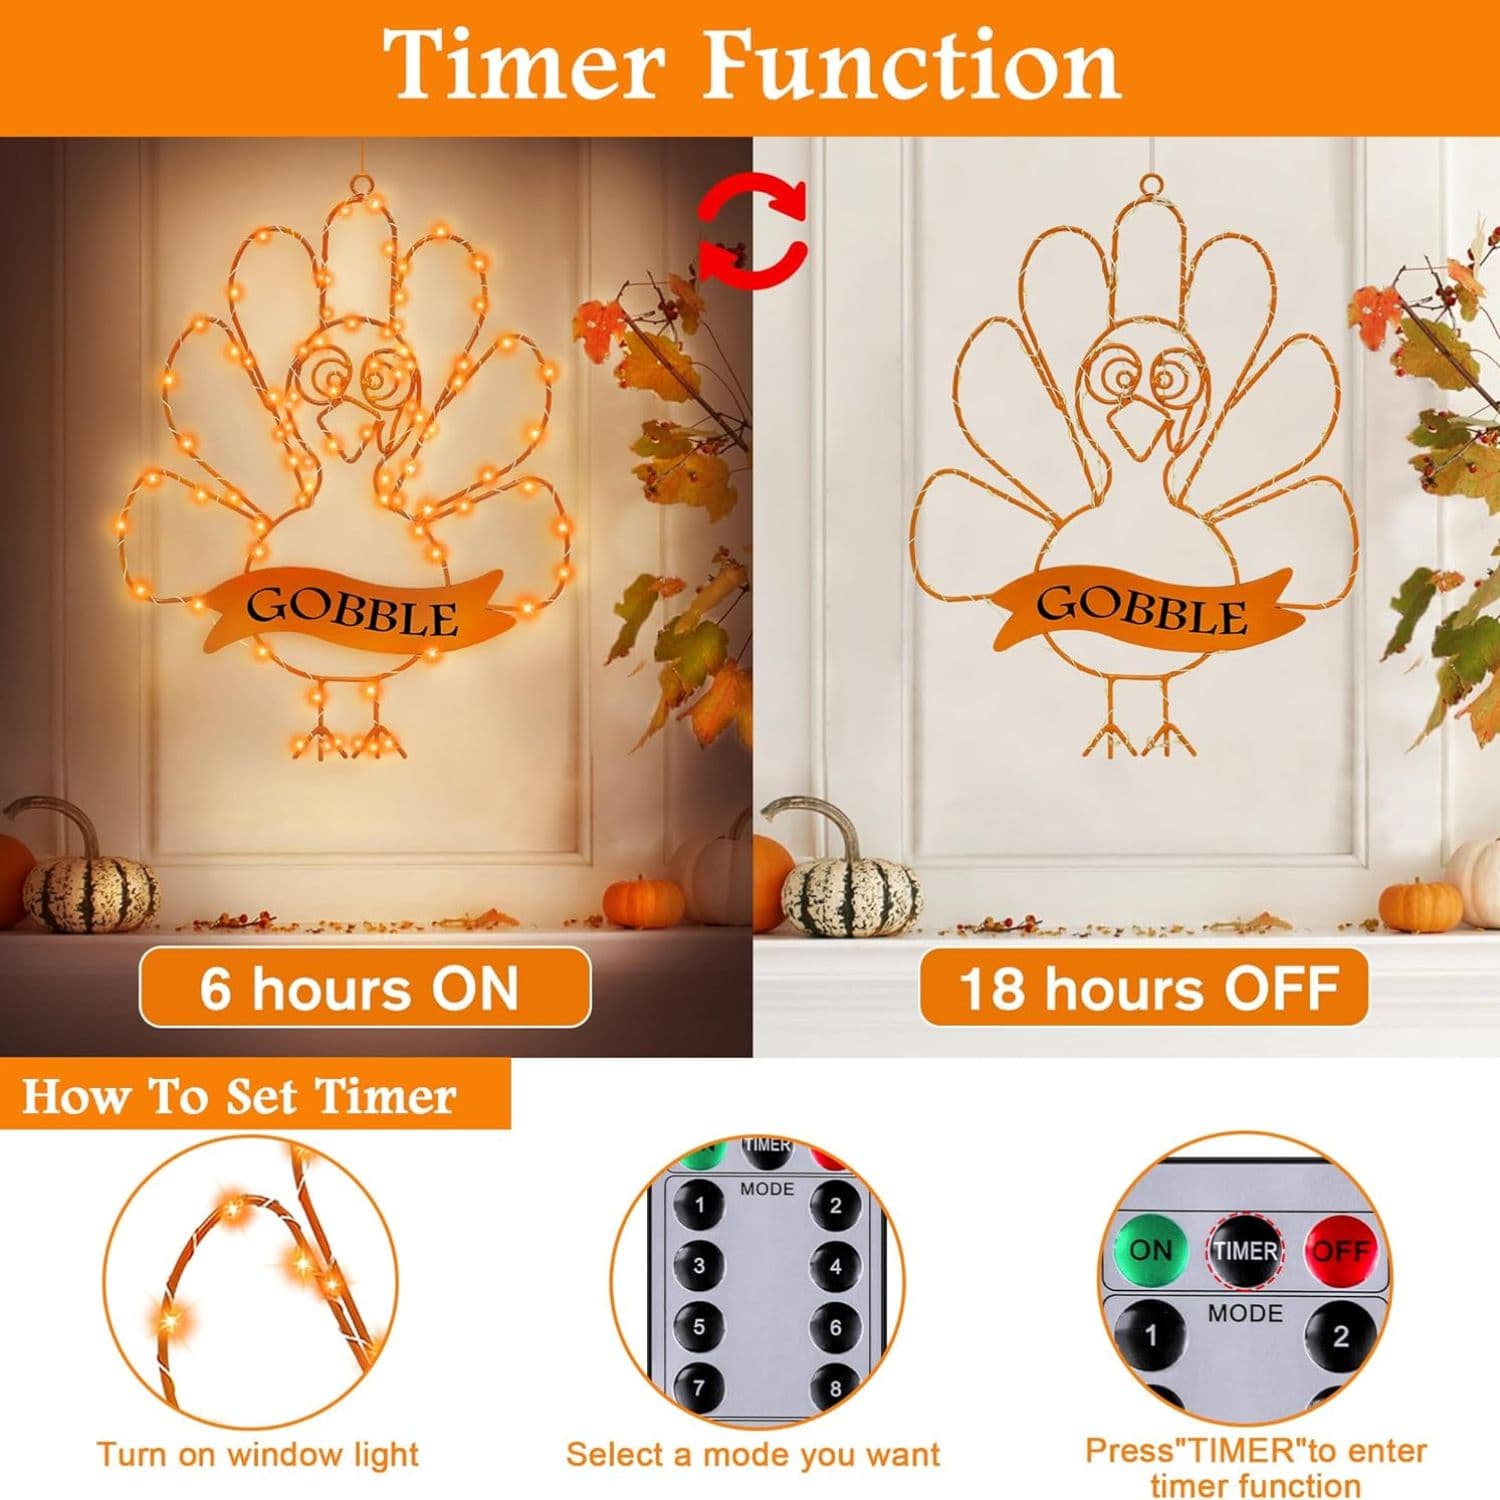 Timer Function
GOBBLE
GOBBLE
6 hours ON
18 hours OFF
How To Set Timer
TIMER
MODE
1
2
3
4
5
6
7
8
ON
TIMER
OFF
MODE
1
2
Turn on window light
Select a mode you want
Press"TIMER"to enter
timer function